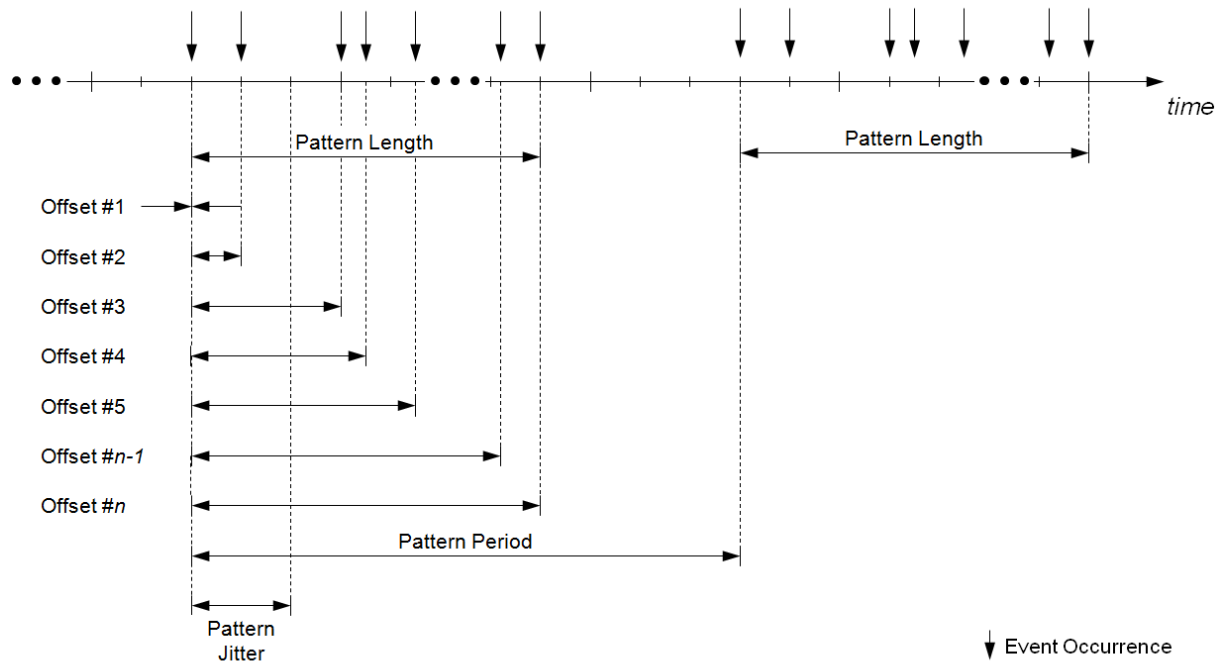 time
Pattern Length
Pattern Length
Offset #1
Offset #2
Offset #3
Offset #4
Offset #5
Offset #n-1
Offset #n
Pattern Period
Pattern
Jitter
Event Occurrence